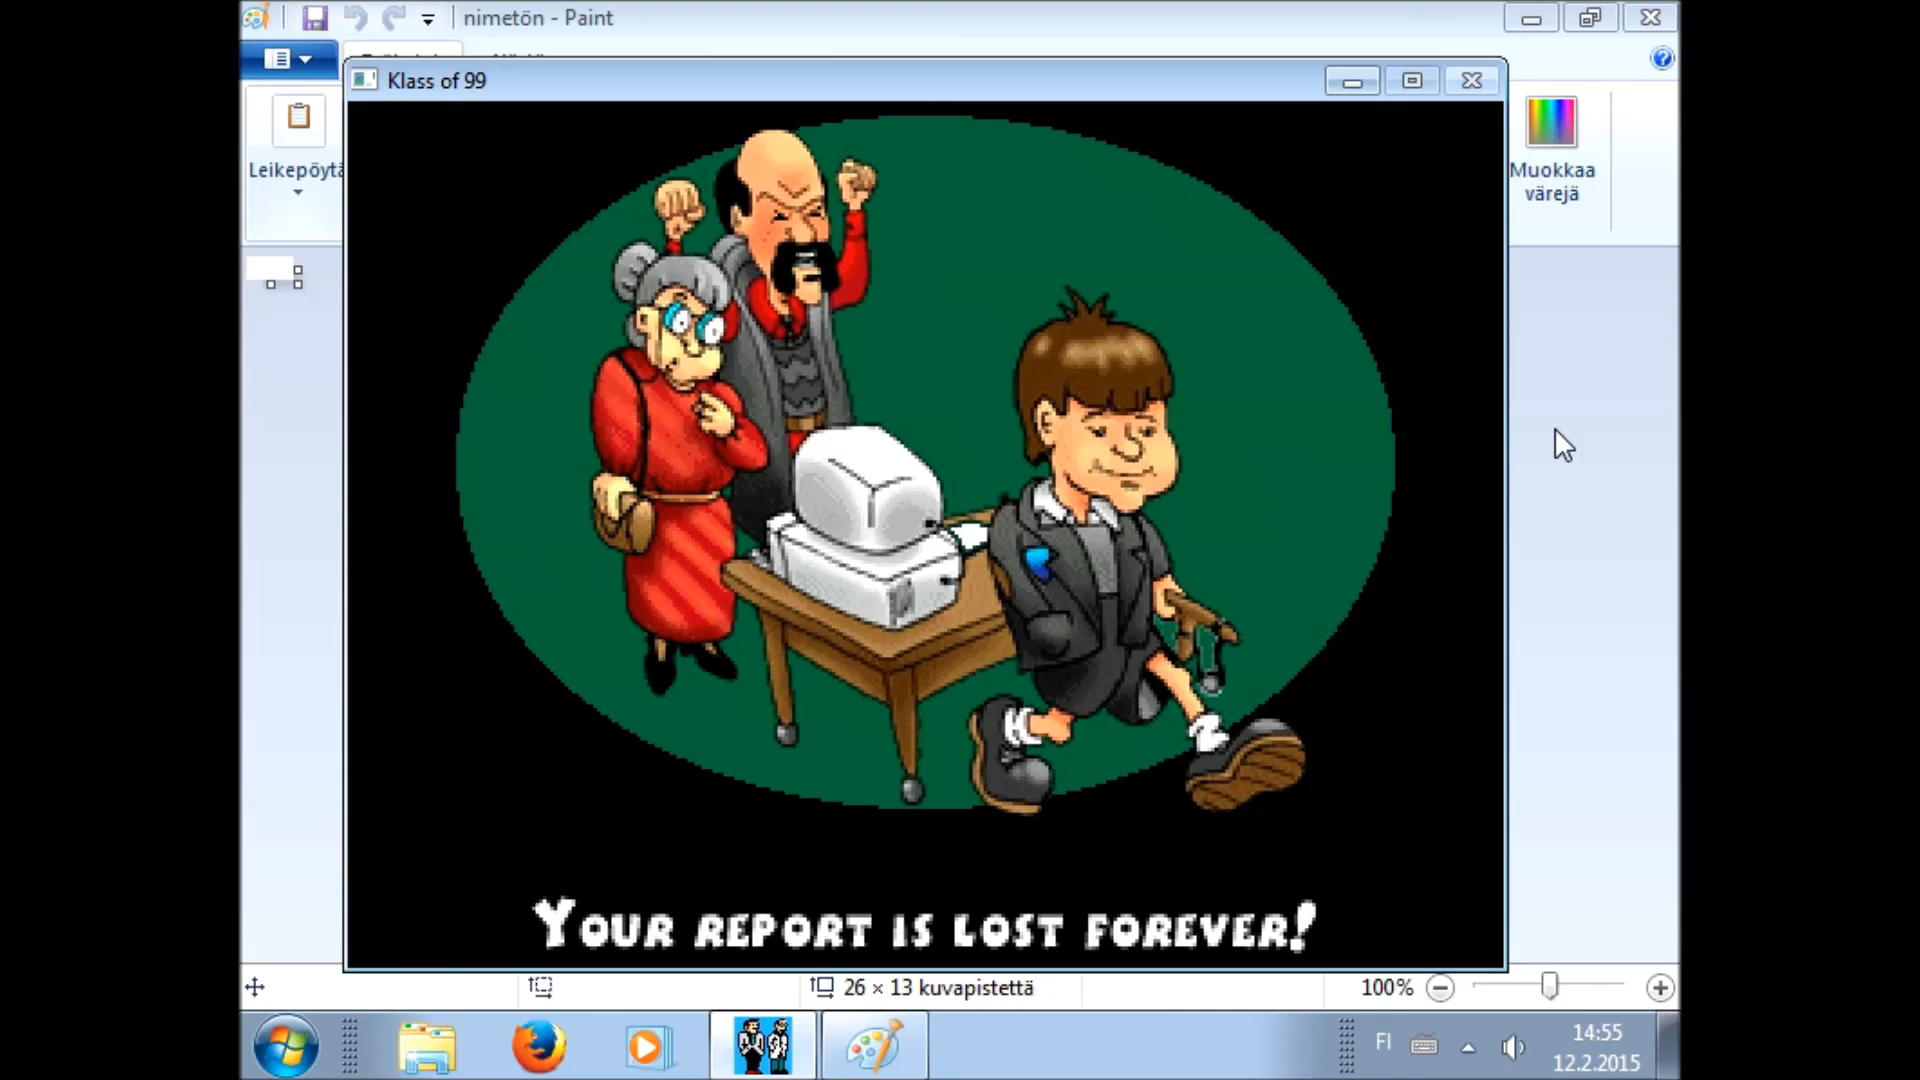 nimetön - Paint
Klass of 99
Leikepöytä
Muokkaa
värejä
YOUR REPORT IS LOST FOREVER!
26 × 13 kuvapistettä
100%
FI
14:55
12.2.2015